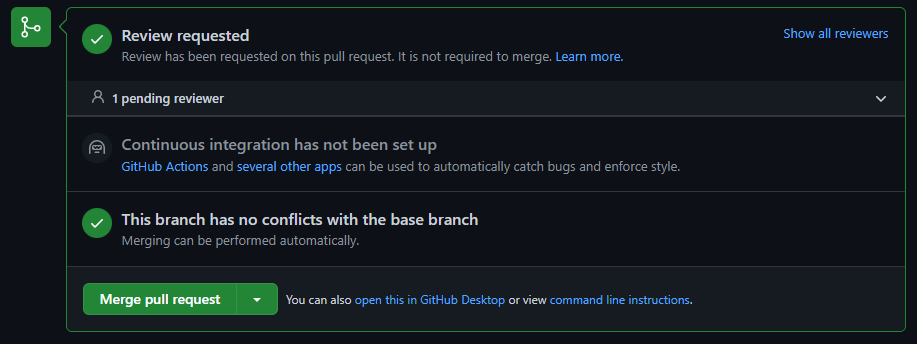 Review requested
Show all reviewers
Review has been requested on this pull request. It is not required to merge. Learn more.
1 pending reviewer
Continuous integration has not been set up
GitHub Actions and several other apps can be used to automatically catch bugs and enforce style.
This branch has no conflicts with the base branch
Merging can be performed automatically.
Merge pull request
You can also open this in GitHub Desktop or view command line instructions.